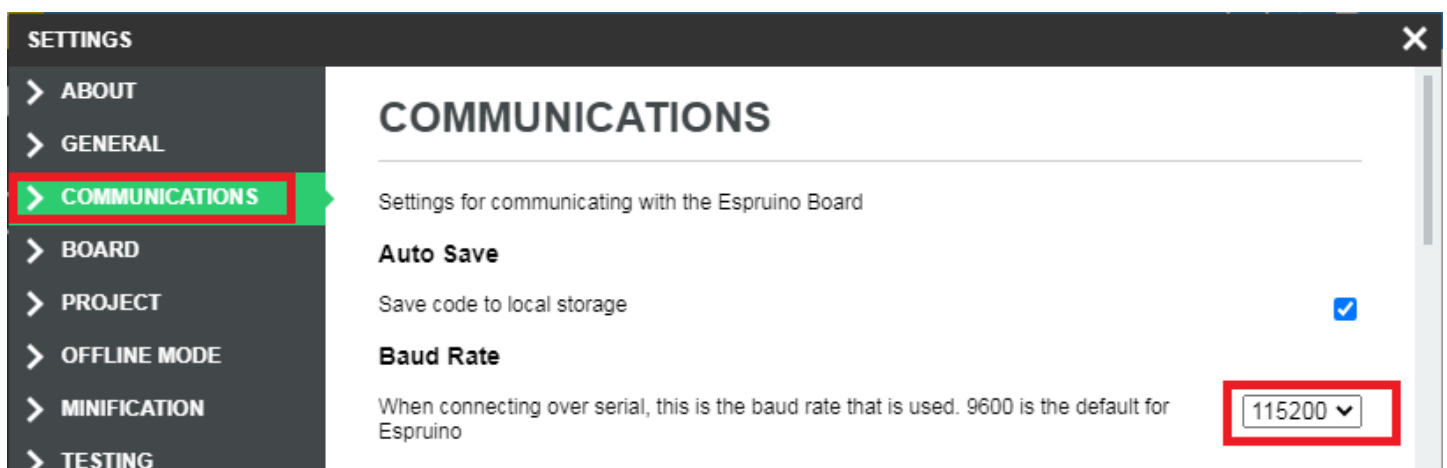 SETTINGS
ABOUT
GENERAL
COMMUNICATIONS
BOARD
PROJECT
OFFLINE MODE
MINIFICATION
TESTING
COMMUNICATIONS
Settings for communicating with the Espruino Board
Auto Save
Save code to local storage
Baud Rate
When connecting over serial, this is the baud rate that is used. 9600 is the default for
Espruino
115200